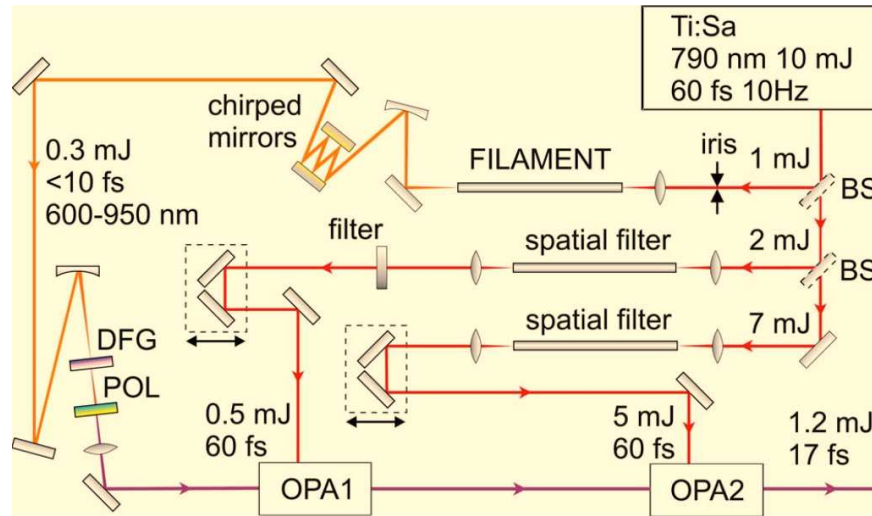 Ti:Sa
790 nm 10 mJ
60 fs 10Hz
chirped
mirrors
FILAMENT
iris
1 mJ
BS
0.3 mJ
<10 fs
600-950 nm
filter
spatial filter
2 mJ
BS
spatial filter
7 mJ
DFG
POL
0.5 mJ
60 fs
5 mJ
60 fs
1.2 mJ
17 fs
OPA1
OPA2